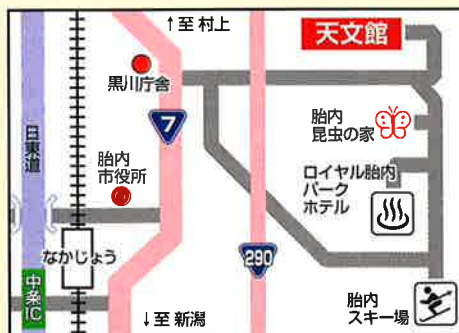 ↑至 村上
天文館
黒川庁舎
胎内
昆虫の家
7
日東道
胎内
市役所
ロイヤル胎内
パーク
ホテル
なかじょう
290
中条IC
↓至 新潟
胎内
スキー場